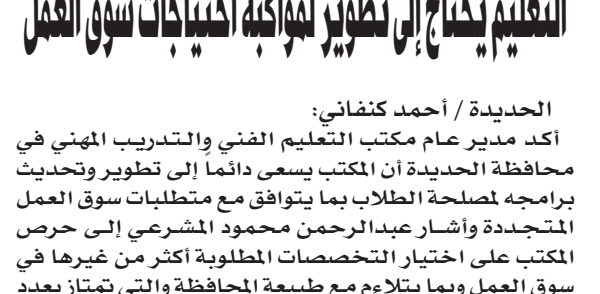 التعليم يحتاج إلى تطوير لمواكبة احتياجات سوق العمل
الحديدة / أحمد كنفاني:
أكد مدير عام مكتب التعليم الفني والتدريب المهني في
محافظة الحديدة أن المكتب يسعى دائماً إلى تطوير وتحديث
برامجه لمصلحة الطلاب بما يتوافق مع متطلبات سوق العمل
المتجددة وأشار عبدالرحمن محمود المشرعي إلى حرص
المكتب على اختيار التخصصات المطلوبة أكثر من غيرها في
سوق العمل وبما يتلاءم مع طبيعة المحافظة والتي تمتاز بعدد